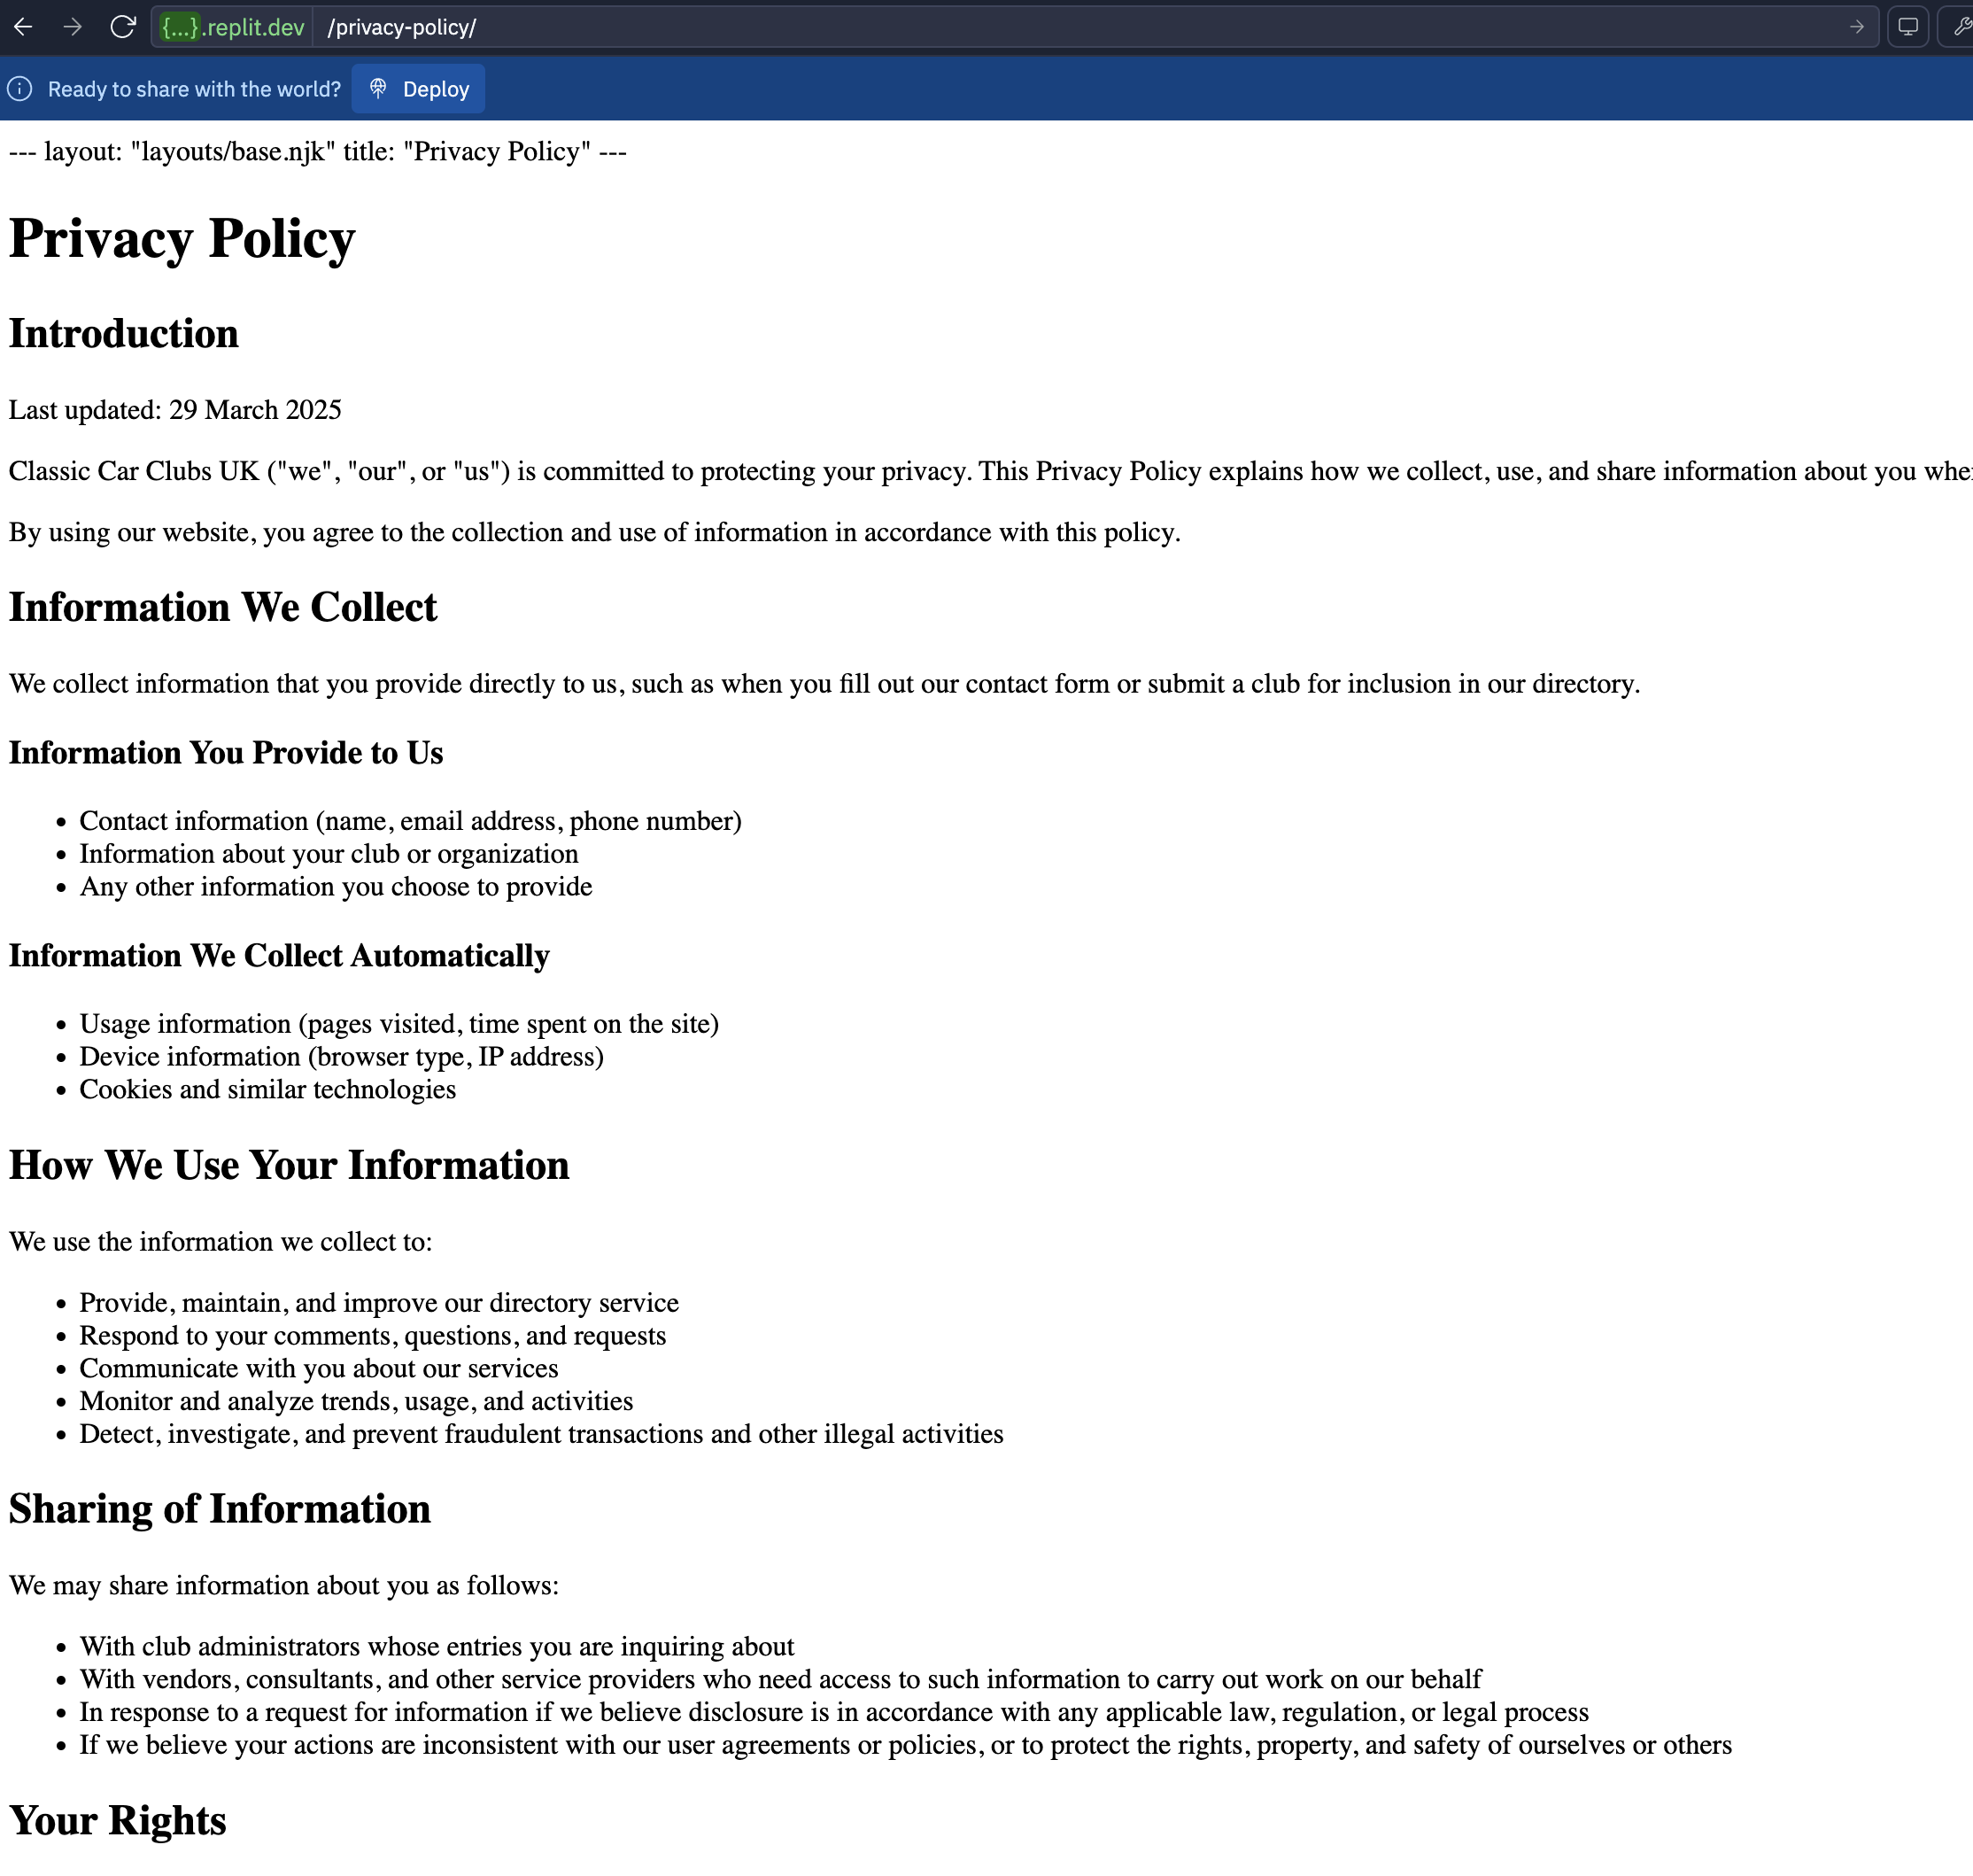 {...}.replit.dev /privacy-policy/
Ready to share with the world? Deploy
--- layout: "layouts/base.njk" title: "Privacy Policy" ---
Privacy Policy
Introduction
Last updated: 29 March 2025
Classic Car Clubs UK ("we", "our", or "us") is committed to protecting your privacy. This Privacy Policy explains how we collect, use, and share information about you
By using our website, you agree to the collection and use of information in accordance with this policy.
Information We Collect
We collect information that you provide directly to us, such as when you fill out our contact form or submit a club for inclusion in our directory.
Information You Provide to Us
• Contact information (name, email address, phone number)
• Information about your club or organization
• Any other information you choose to provide
Information We Collect Automatically
• Usage information (pages visited, time spent on the site)
• Device information (browser type, IP address)
• Cookies and similar technologies
How We Use Your Information
We use the information we collect to:
• Provide, maintain, and improve our directory service
• Respond to your comments, questions, and requests
• Communicate with you about our services
• Monitor and analyze trends, usage, and activities
• Detect, investigate, and prevent fraudulent transactions and other illegal activities
Sharing of Information
We may share information about you as follows:
• With club administrators whose entries you are inquiring about
• With vendors, consultants, and other service providers who need access to such information to carry out work on our behalf
• In response to a request for information if we believe disclosure is in accordance with any applicable law, regulation, or legal process
• If we believe your actions are inconsistent with our user agreements or policies, or to protect the rights, property, and safety of ourselves or others
Your Rights